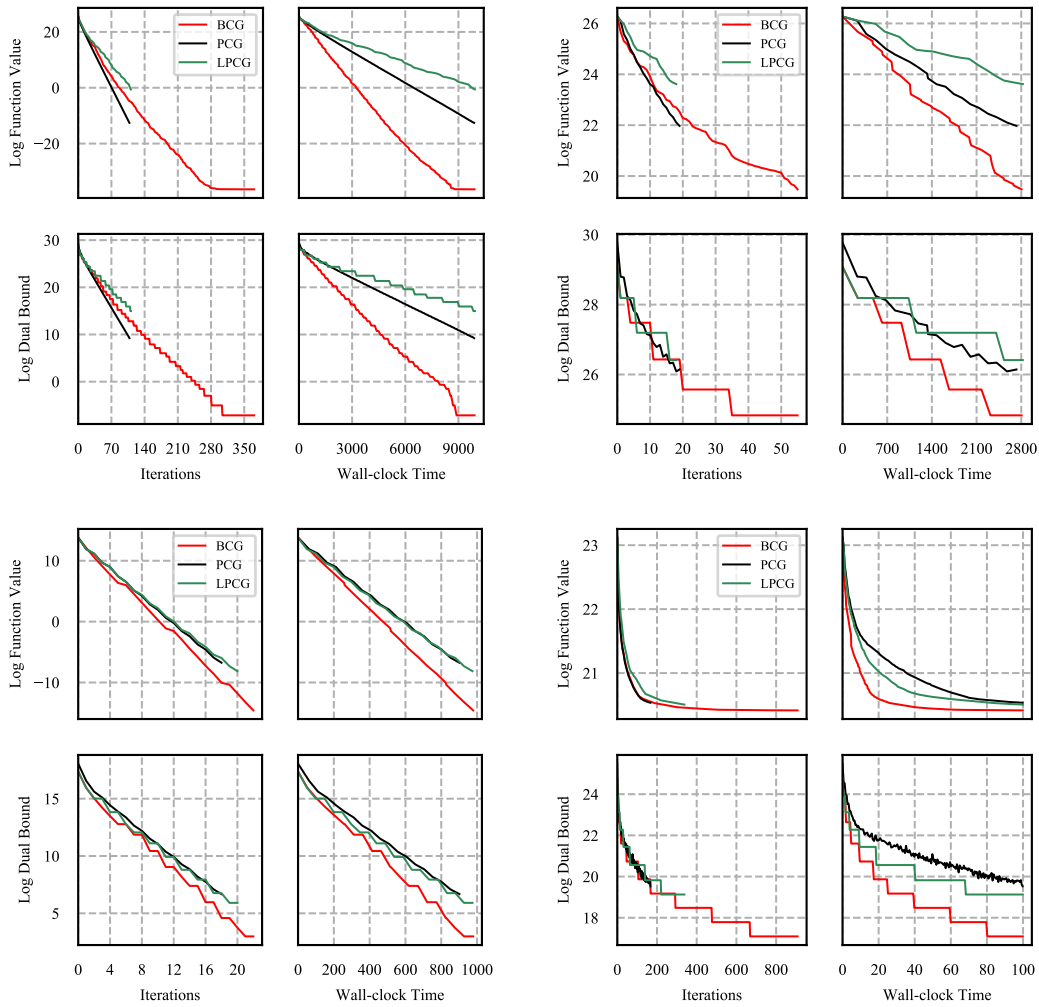 Log Function Value
20
0
−20
BCG
PCG
LPCG
Log Function Value
26
24
22
20
BCG
PCG
LPCG
Log Dual Bound
30
20
10
0
Log Dual Bound
30
28
26
0 70 140 210 280 350
0 3000 6000 9000
0 10 20 30 40 50
0 700 1400 2100 2800
Iterations
Wall-clock Time
Iterations
Wall-clock Time
Log Function Value
10
0
−10
BCG
PCG
LPCG
Log Function Value
23
22
21
BCG
PCG
LPCG
Log Dual Bound
15
10
5
Log Dual Bound
24
22
20
18
0 4 8 12 16 20
0 200 400 600 800 1000
0 200 400 600 800
0 20 40 60 80 100
Iterations
Wall-clock Time
Iterations
Wall-clock Time